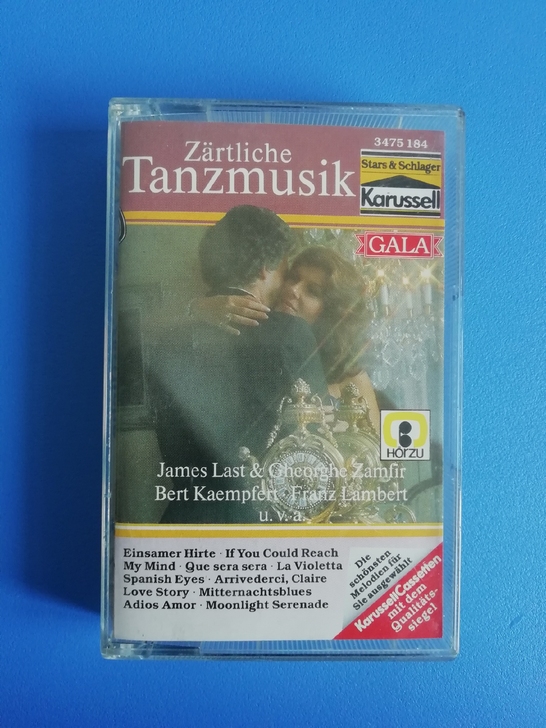 Zärtliche
Tanzmusik
3475 184
Stars & Schlager
Karussell
GALA
HÖRZU
James Last & Gheorghe Zamfir
Bert Kaempfert · Franz Lambert
u. v. a.
Einsamer Hirte · If You Could Reach
My Mind · Que sera sera · La Violetta
Spanish Eyes · Arrivederci, Claire
Love Story · Mitternachtsblues
Adios Amor · Moonlight Serenade
Die
schönsten
Melodien für
Sie ausgewählt
Karussell Cassetten
mit dem
Qualitäts-
siegel